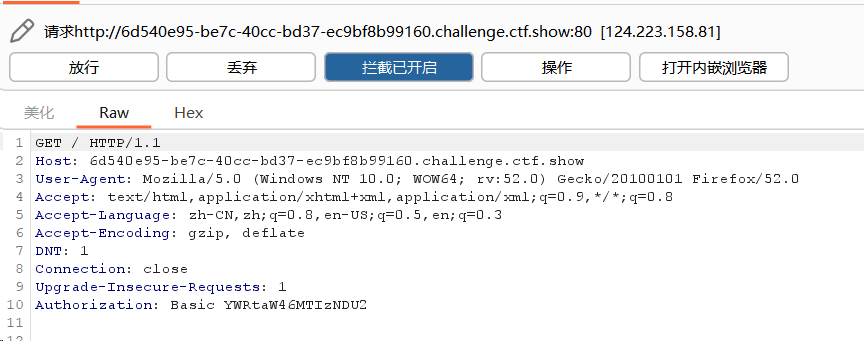 请求http://6d540e95-be7c-40cc-bd37-ec9bf8b99160.challenge.ctf.show:80 [124.223.158.81]
放行 丢弃 拦截已开启 操作 打开内嵌浏览器
美化 Raw Hex
1 GET / HTTP/1.1
2 Host: 6d540e95-be7c-40cc-bd37-ec9bf8b99160.challenge.ctf.show
3 User-Agent: Mozilla/5.0 (Windows NT 10.0; WOW64; rv:52.0) Gecko/20100101 Firefox/52.0
4 Accept: text/html,application/xhtml+xml,application/xml;q=0.9,*/*;q=0.8
5 Accept-Language: zh-CN,zh;q=0.8,en-US;q=0.5,en;q=0.3
6 Accept-Encoding: gzip, deflate
7 DNT: 1
8 Connection: close
9 Upgrade-Insecure-Requests: 1
10 Authorization: Basic YWRtaW46MTIzNDU2
11
12